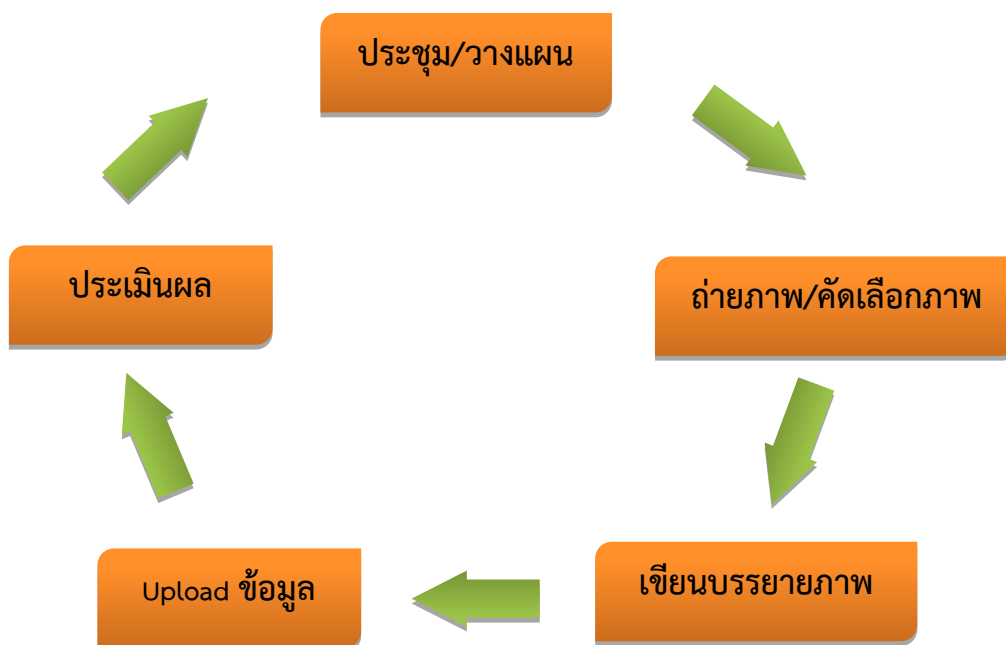 ประชุม/วางแผน
ถ่ายภาพ/คัดเลือกภาพ
เขียนบรรยายภาพ
Upload ข้อมูล
ประเมินผล